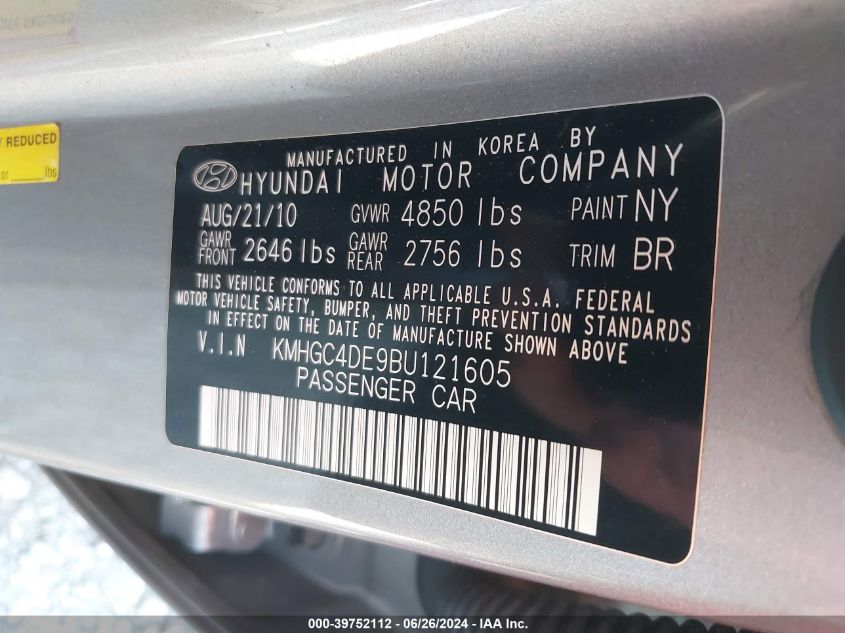 REDUCED
or lbs
MANUFACTURED IN KOREA BY
HYUNDAI MOTOR COMPANY
AUG/21/10 GVWR 4850 lbs PAINT NY
GAWR FRONT 2646 lbs GAWR REAR 2756 lbs TRIM BR
THIS VEHICLE CONFORMS TO ALL APPLICABLE U.S.A. FEDERAL
MOTOR VEHICLE SAFETY, BUMPER, AND THEFT PREVENTION STANDARDS
IN EFFECT ON THE DATE OF MANUFACTURE SHOWN ABOVE
V.I.N KMHGC4DE9BU121605
PASSENGER CAR
000-39752112 - 06/26/2024 - IAA Inc.